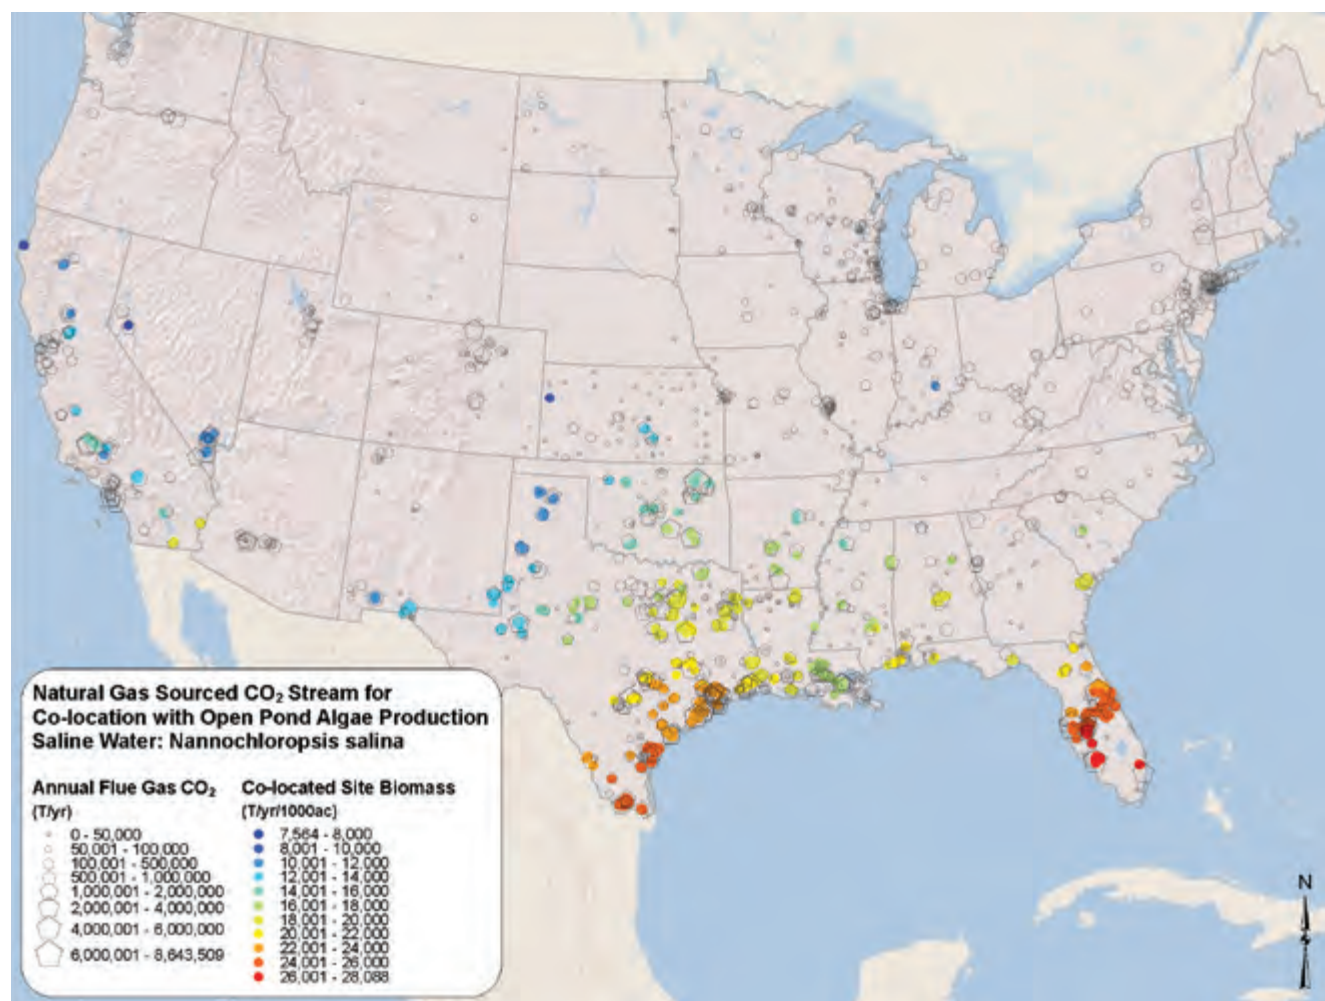 Natural Gas Sourced CO₂ Stream for
Co-location with Open Pond Algae Production
Saline Water: Nannochloropsis salina
Annual Flue Gas CO₂
(T/yr)
0 - 50,000
50,001 - 100,000
100,001 - 500,000
500,001 - 1,000,000
1,000,001 - 2,000,000
2,000,001 - 4,000,000
4,000,001 - 6,000,000
6,000,001 - 8,643,509
Co-located Site Biomass
(T/yr/1000ac)
7,564 - 8,000
8,001 - 10,000
10,001 - 12,000
12,001 - 14,000
14,001 - 16,000
16,001 - 18,000
18,001 - 20,000
20,001 - 22,000
22,001 - 24,000
24,001 - 26,000
26,001 - 28,088
N